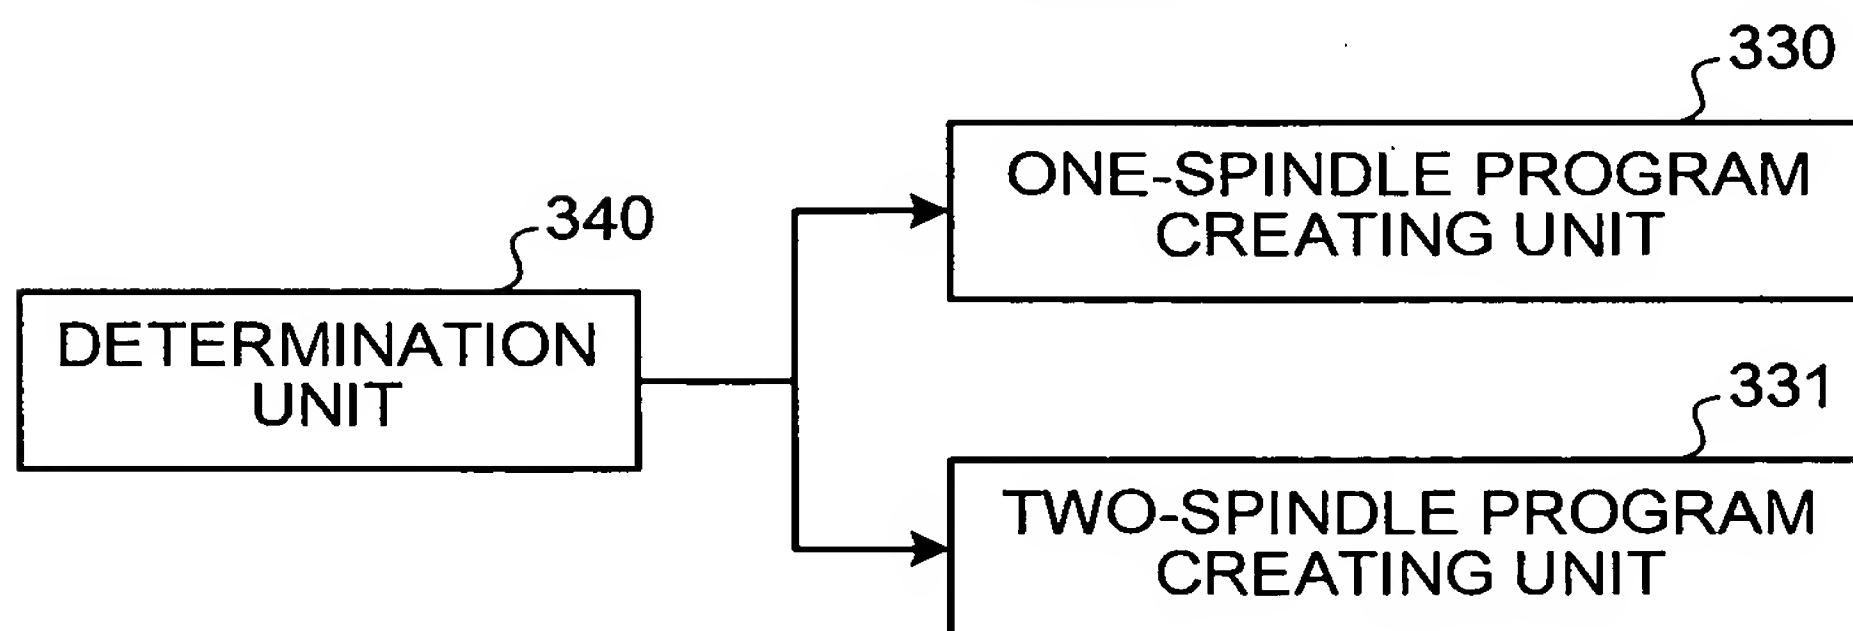 330
ONE-SPINDLE PROGRAM
CREATING UNIT
340
DETERMINATION
UNIT
331
TWO-SPINDLE PROGRAM
CREATING UNIT